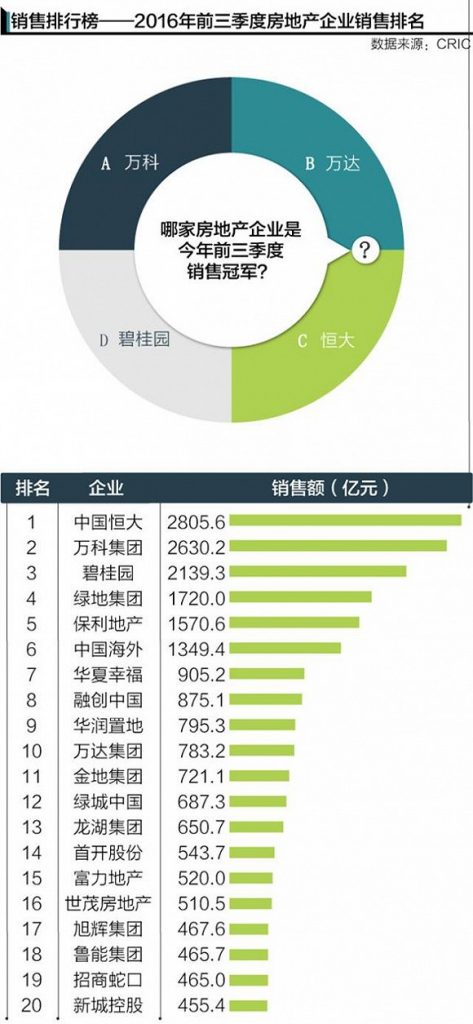 销售排行榜——2016年前三季度房地产企业销售排名
数据来源：CRIC
A 万科
B 万达
哪家房地产企业是
今年前三季度
销售冠军？
?
D 碧桂园
C 恒大
排名 企业 销售额（亿元）
1 中国恒大 2805.6
2 万科集团 2630.2
3 碧桂园 2139.3
4 绿地集团 1720.0
5 保利地产 1570.6
6 中国海外 1349.4
7 华夏幸福 905.2
8 融创中国 875.1
9 华润置地 795.3
10 万达集团 783.2
11 金地集团 721.1
12 绿城中国 687.3
13 龙湖集团 650.7
14 首开股份 543.7
15 富力地产 520.0
16 世茂房地产 510.5
17 旭辉集团 467.6
18 鲁能集团 465.7
19 招商蛇口 465.0
20 新城控股 455.4